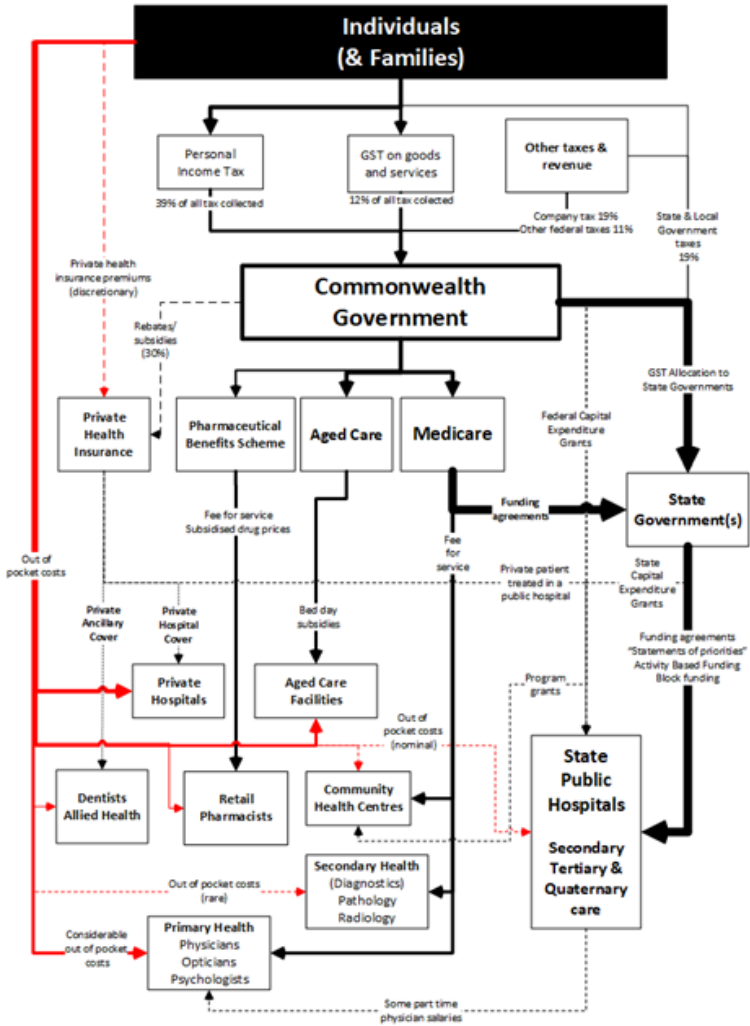 Individuals
(& Families)
Personal
Income Tax
GST on goods
and services
Other taxes &
revenue
39% of all tax collected
12% of all tax colected
Company tax 19%
Other federal taxes 11%
State & Local
Government
taxes
19%
Private health
insurance premiums
(discretionary)
Commonwealth
Government
Rebates/
subsidies
(30%)
GST Allocation to
State Governments
Private
Health
Insurance
Pharmaceutical
Benefits Scheme
Aged Care
Medicare
Federal Capital
Expenditure
Grants
State
Government(s)
Fee for service
Subsidised drug prices
Funding
agreements
Fee
for
service
Out of
pocket costs
Private patient
treated in a
public hospital
State
Capital
Expenditure
Grants
Private
Ancillary
Cover
Private
Hospital
Cover
Bed day
subsidies
Funding agreements
"Statements of priorities"
Activity Based Funding
Block funding
Private
Hospitals
Aged Care
Facilities
Program
grants
Out of
pocket costs
(nominal)
State
Public
Hospitals
Secondary
Tertiary &
Quaternary
care
Dentists
Allied Health
Retail
Pharmacists
Community
Health Centres
Secondary Health
(Diagnostics)
Pathology
Radiology
Out of pocket costs
(rare)
Considerable
out of pocket
costs
Primary Health
Physicians
Opticians
Psychologists
Some part time
physician salaries